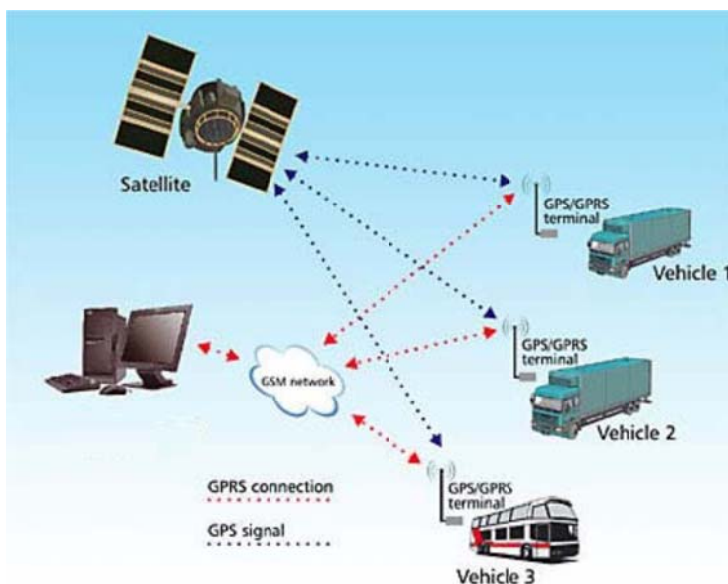 Satellite
GPS/GPRS
terminal
Vehicle 1
GPS/GPRS
terminal
Vehicle 2
GSM network
GPRS connection
GPS signal
GPS/GPRS
terminal
Vehicle 3